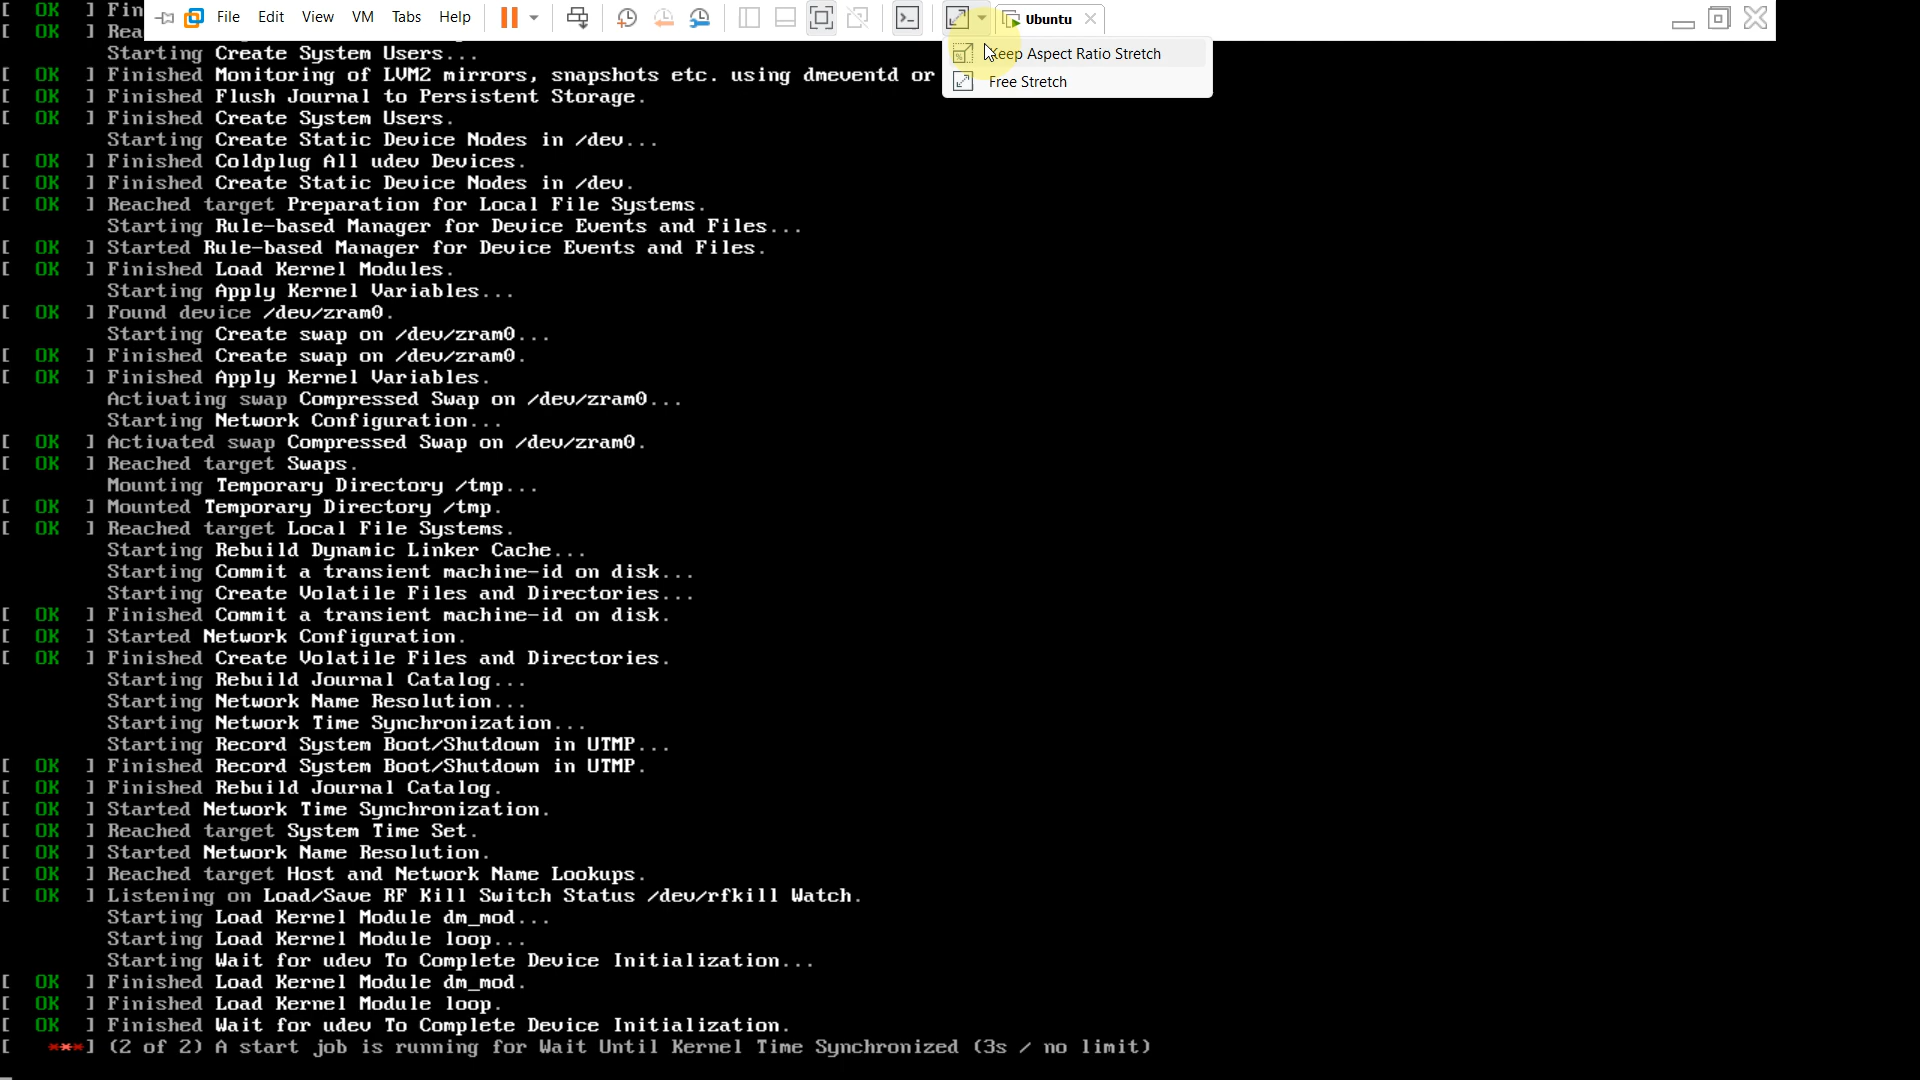 [ OK ] Fin
File Edit View VM Tabs Help
Ubuntu
[ OK ] Rea
Starting Create System Users...
Keep Aspect Ratio Stretch
[ OK ] Finished Monitoring of LVM2 mirrors, snapshots etc. using dmeventd or
Free Stretch
[ OK ] Finished Flush Journal to Persistent Storage.
[ OK ] Finished Create System Users.
Starting Create Static Device Nodes in /dev...
[ OK ] Finished Coldplug All udev Devices.
[ OK ] Finished Create Static Device Nodes in /dev.
[ OK ] Reached target Preparation for Local File Systems.
Starting Rule-based Manager for Device Events and Files...
[ OK ] Started Rule-based Manager for Device Events and Files.
[ OK ] Finished Load Kernel Modules.
Starting Apply Kernel Variables...
[ OK ] Found device /dev/zram0.
Starting Create swap on /dev/zram0...
[ OK ] Finished Create swap on /dev/zram0.
[ OK ] Finished Apply Kernel Variables.
Activating swap Compressed Swap on /dev/zram0...
Starting Network Configuration...
[ OK ] Activated swap Compressed Swap on /dev/zram0.
[ OK ] Reached target Swaps.
Mounting Temporary Directory /tmp...
[ OK ] Mounted Temporary Directory /tmp.
[ OK ] Reached target Local File Systems.
Starting Rebuild Dynamic Linker Cache...
Starting Commit a transient machine-id on disk...
Starting Create Volatile Files and Directories...
[ OK ] Finished Commit a transient machine-id on disk.
[ OK ] Started Network Configuration.
[ OK ] Finished Create Volatile Files and Directories.
Starting Rebuild Journal Catalog...
Starting Network Name Resolution...
Starting Network Time Synchronization...
Starting Record System Boot/Shutdown in UTMP...
[ OK ] Finished Record System Boot/Shutdown in UTMP.
[ OK ] Finished Rebuild Journal Catalog.
[ OK ] Started Network Time Synchronization.
[ OK ] Reached target System Time Set.
[ OK ] Started Network Name Resolution.
[ OK ] Reached target Host and Network Name Lookups.
[ OK ] Listening on Load/Save RF Kill Switch Status /dev/rfkill Watch.
Starting Load Kernel Module dm_mod...
Starting Load Kernel Module loop...
Starting Wait for udev To Complete Device Initialization...
[ OK ] Finished Load Kernel Module dm_mod.
[ OK ] Finished Load Kernel Module loop.
[ OK ] Finished Wait for udev To Complete Device Initialization.
[ ***] (2 of 2) A start job is running for Wait Until Kernel Time Synchronized (3s / no limit)